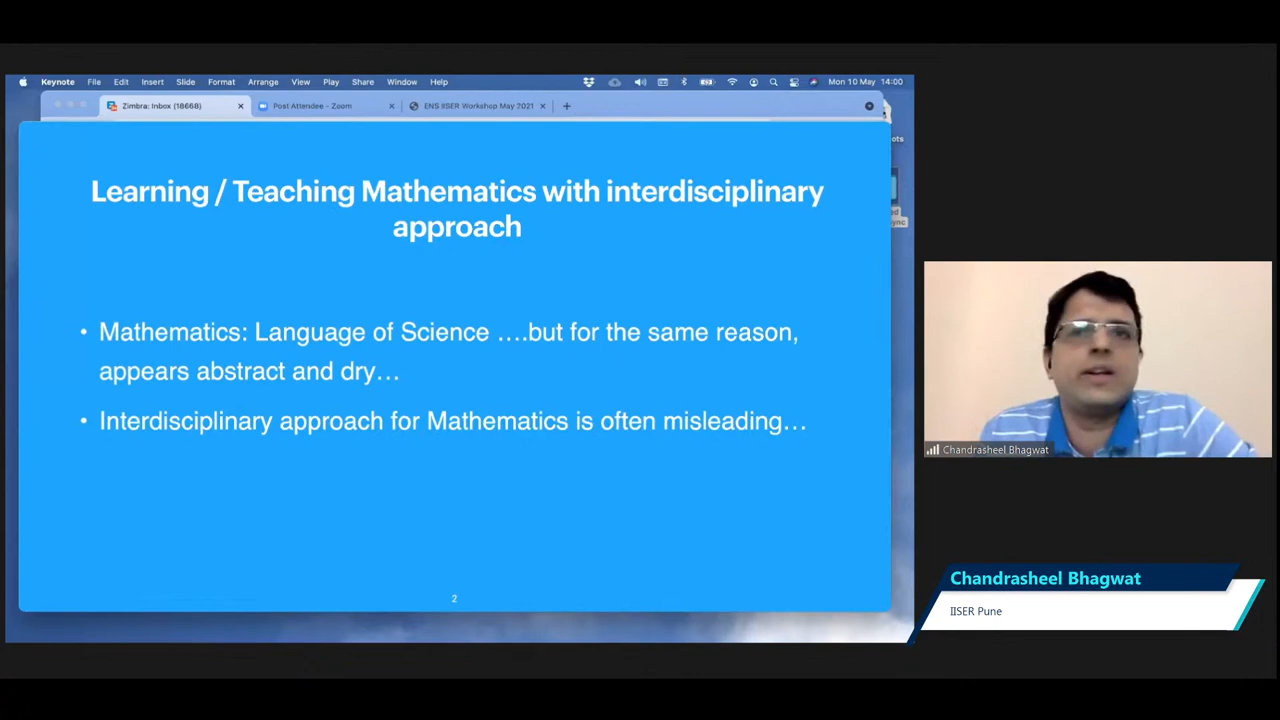 Keynote File Edit Insert Slide Format Arrange View Play Share Window Help Mon 10 May 14:00
Zimbra: Inbox (18668) Post Attendee - Zoom ENS IISER Workshop May 2021
Learning / Teaching Mathematics with interdisciplinary
approach
• Mathematics: Language of Science ….but for the same reason,
appears abstract and dry…
• Interdisciplinary approach for Mathematics is often misleading…
2
Chandrasheel Bhagwat
Chandrasheel Bhagwat
IISER Pune